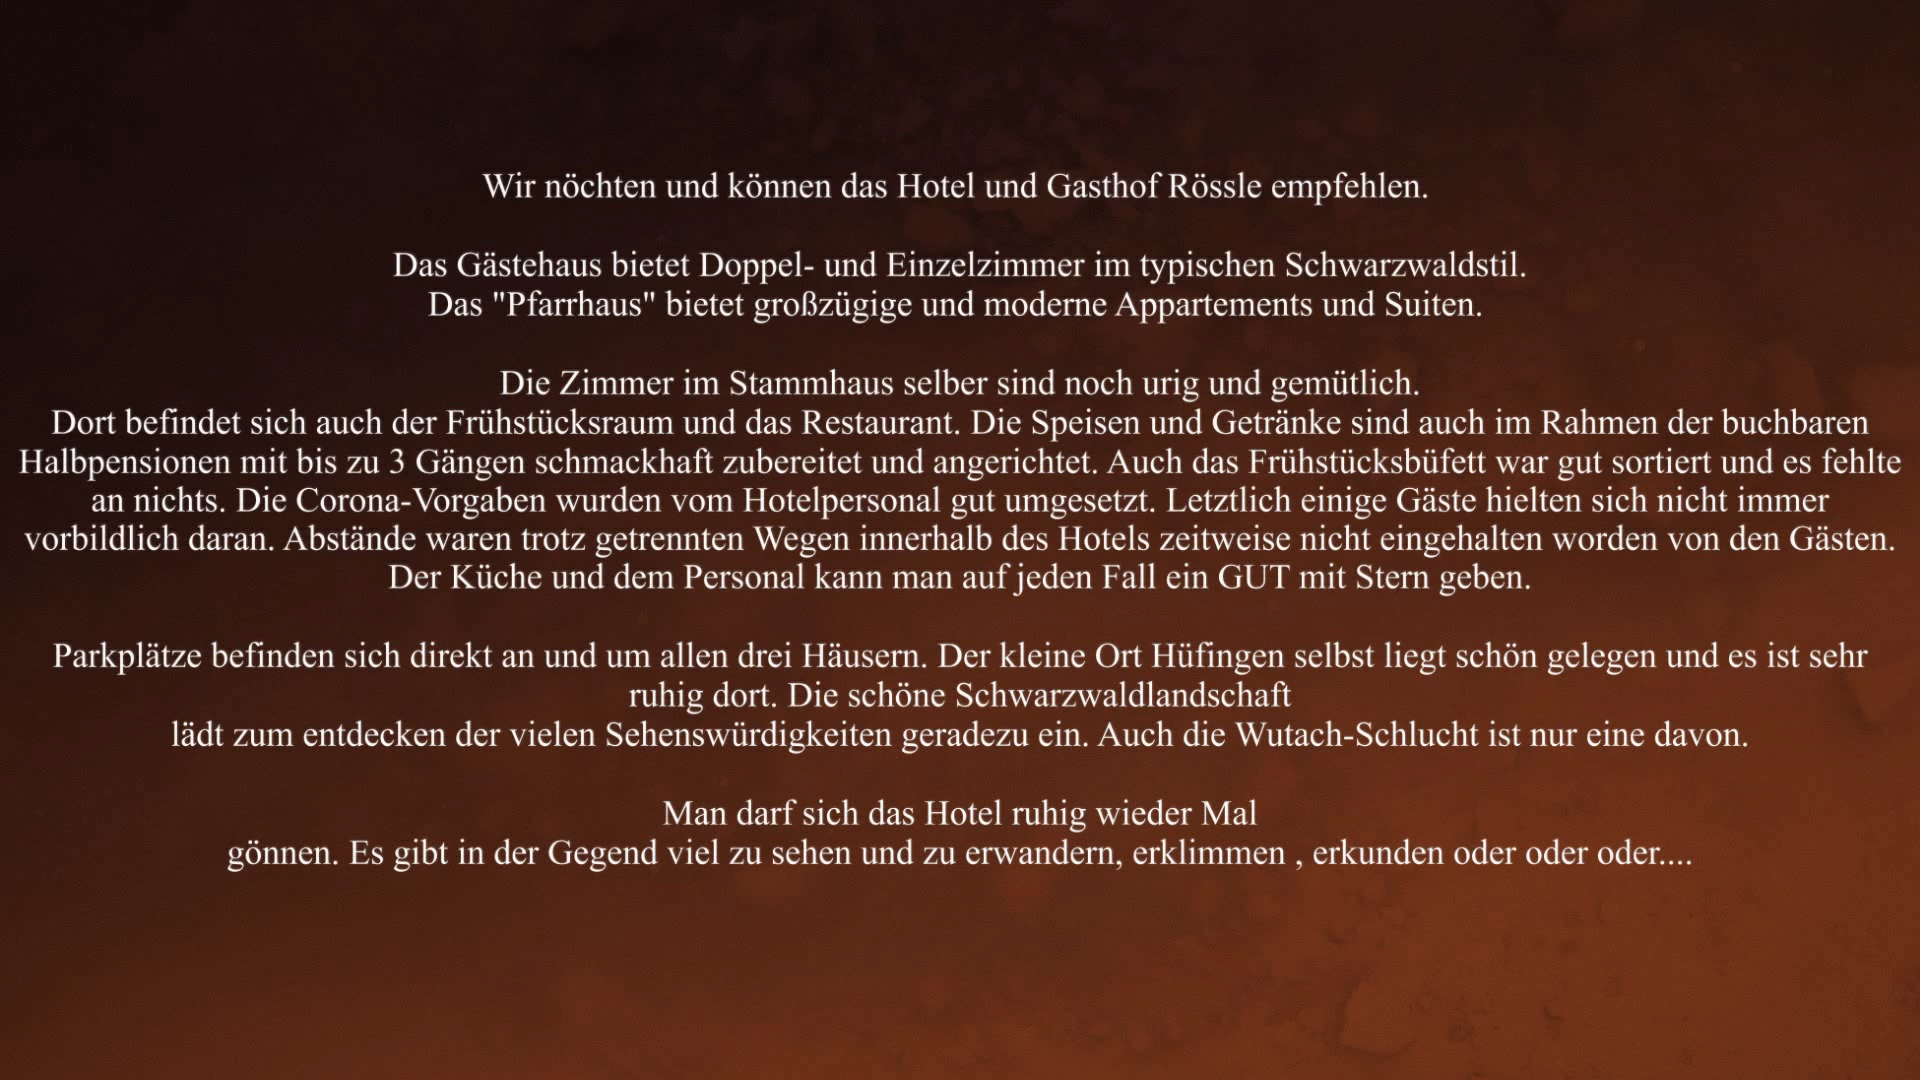 Wir nöchten und können das Hotel und Gasthof Rössle empfehlen.
Das Gästehaus bietet Doppel- und Einzelzimmer im typischen Schwarzwaldstil.
Das "Pfarrhaus" bietet großzügige und moderne Appartements und Suiten.
Die Zimmer im Stammhaus selber sind noch urig und gemütlich.
Dort befindet sich auch der Frühstücksraum und das Restaurant. Die Speisen und Getränke sind auch im Rahmen der buchbaren
Halbpensionen mit bis zu 3 Gängen schmackhaft zubereitet und angerichtet. Auch das Frühstücksbüfett war gut sortiert und es fehlte
an nichts. Die Corona-Vorgaben wurden vom Hotelpersonal gut umgesetzt. Letztlich einige Gäste hielten sich nicht immer
vorbildlich daran. Abstände waren trotz getrennten Wegen innerhalb des Hotels zeitweise nicht eingehalten worden von den Gästen.
Der Küche und dem Personal kann man auf jeden Fall ein GUT mit Stern geben.
Parkplätze befinden sich direkt an und um allen drei Häusern. Der kleine Ort Hüfingen selbst liegt schön gelegen und es ist sehr
ruhig dort. Die schöne Schwarzwaldlandschaft
lädt zum entdecken der vielen Sehenswürdigkeiten geradezu ein. Auch die Wutach-Schlucht ist nur eine davon.
Man darf sich das Hotel ruhig wieder Mal
gönnen. Es gibt in der Gegend viel zu sehen und zu erwandern, erklimmen , erkunden oder oder oder....